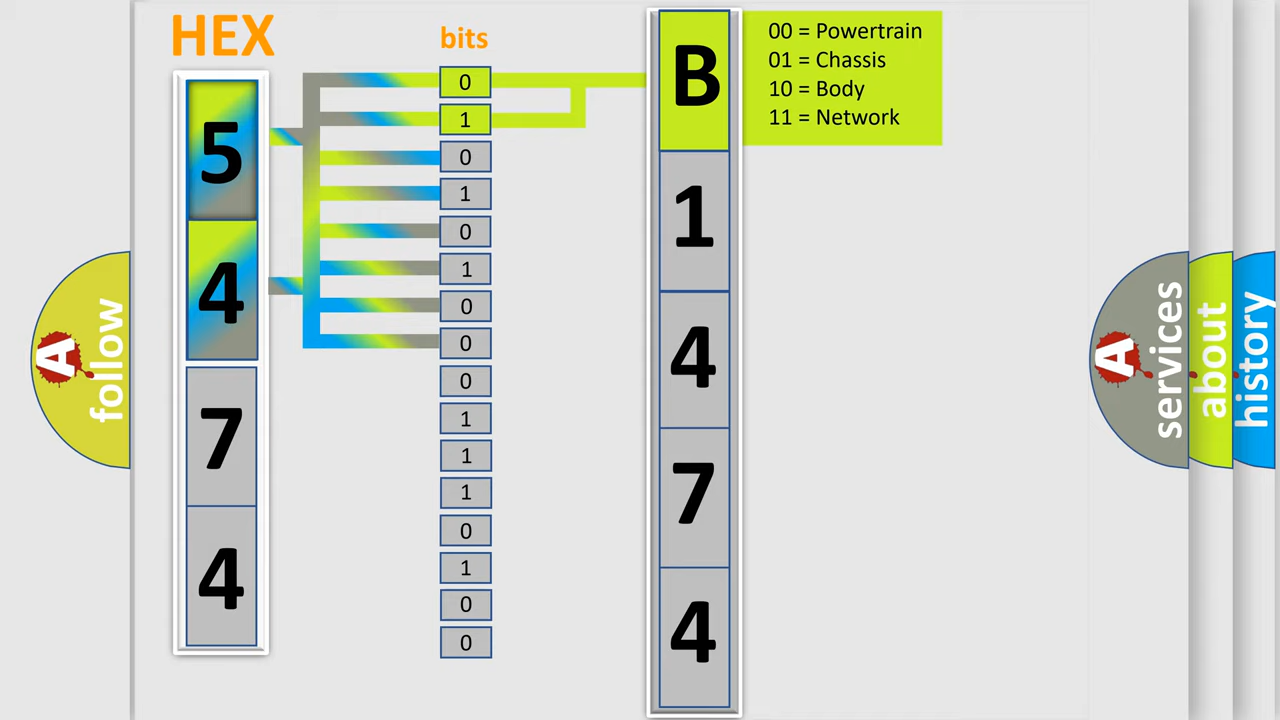 HEX
bits
5
4
7
4
0
1
0
1
0
1
0
0
0
1
1
1
0
1
0
0
B
1
4
7
4
00 = Powertrain
01 = Chassis
10 = Body
11 = Network
A
follow
A
services
about
history